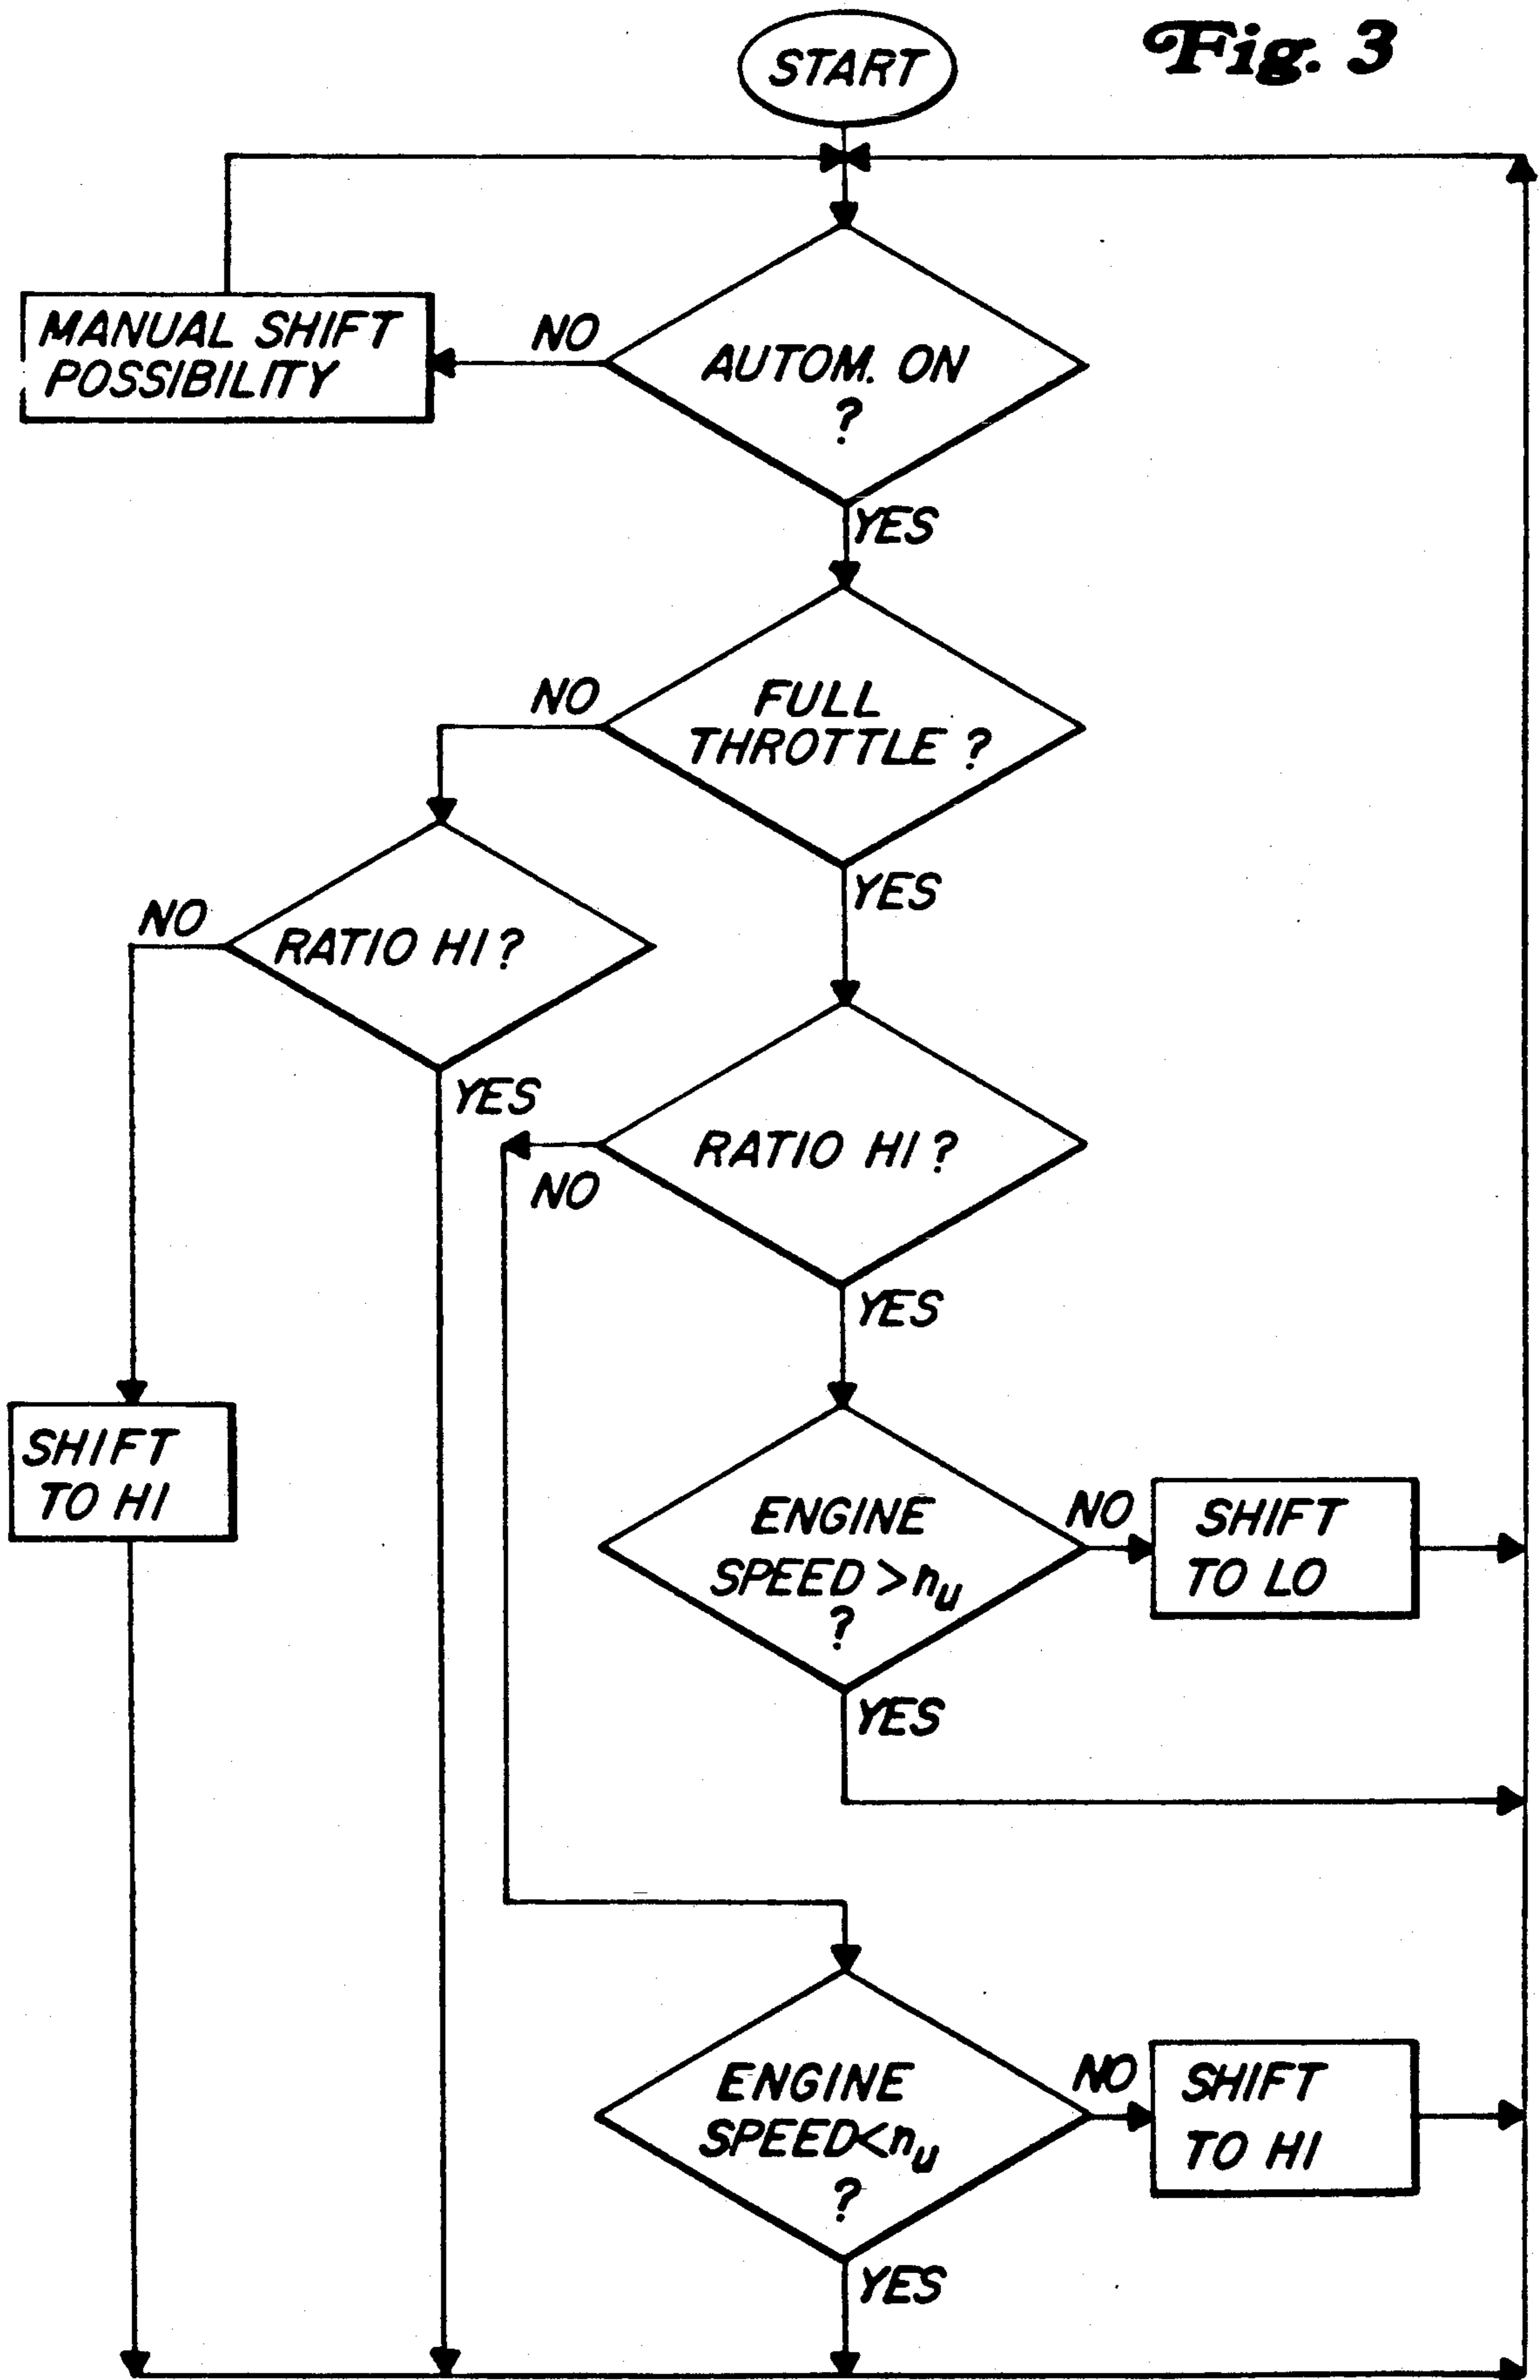 Fig. 3
START
MANUAL SHIFT
POSSIBILITY
NO
AUTOM. ON
?
YES
NO
FULL
THROTTLE ?
YES
NO
RATIO HI?
YES
RATIO HI?
NO
YES
SHIFT
TO HI
ENGINE
SPEED > nu
?
NO
SHIFT
TO LO
YES
ENGINE
SPEED< nu
?
NO
SHIFT
TO HI
YES